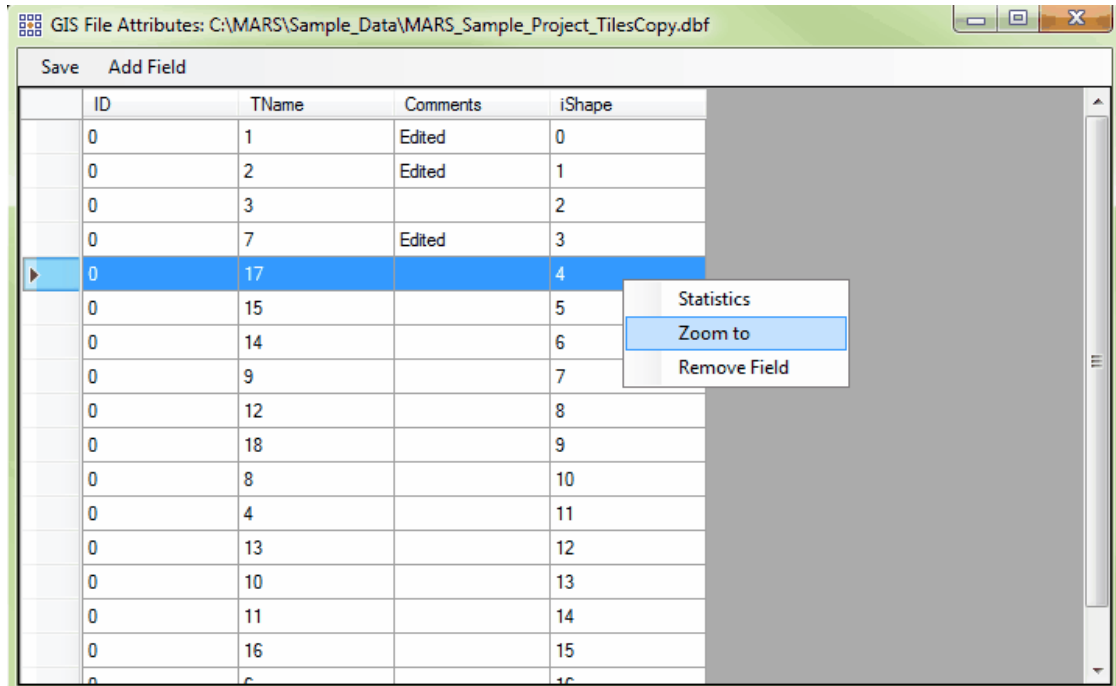 GIS File Attributes: C:\MARS\Sample_Data\MARS_Sample_Project_TilesCopy.dbf
Save Add Field
ID TName Comments iShape
0 1 Edited 0
0 2 Edited 1
0 3 2
0 7 Edited 3
0 17 4
0 15 5
0 14 6
0 9 7
0 12 8
0 18 9
0 8 10
0 4 11
0 13 12
0 10 13
0 11 14
0 16 15
Statistics
Zoom to
Remove Field